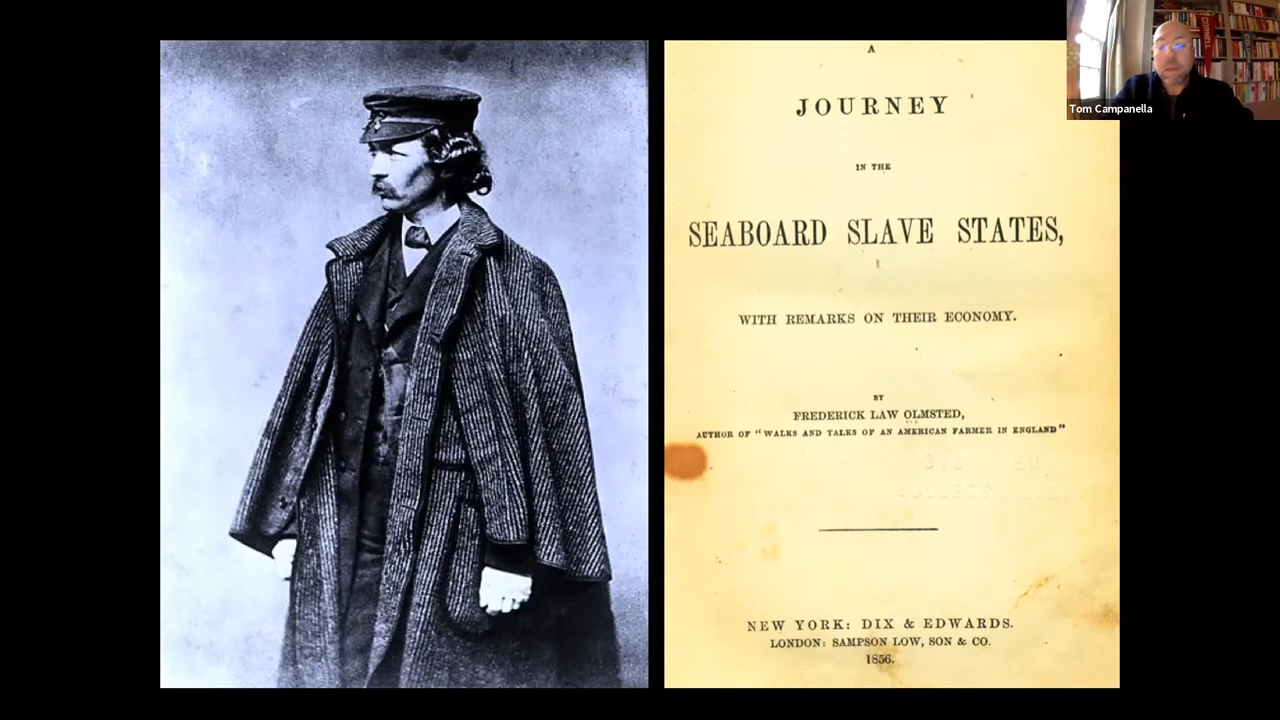 A
JOURNEY
IN THE
SEABOARD SLAVE STATES,
WITH REMARKS ON THEIR ECONOMY.
BY
FREDERICK LAW OLMSTED,
AUTHOR OF "WALKS AND TALKS OF AN AMERICAN FARMER IN ENGLAND"
NEW YORK: DIX & EDWARDS.
LONDON: SAMPSON LOW, SON & CO.
1856.
CORNELL
Tom Campanella